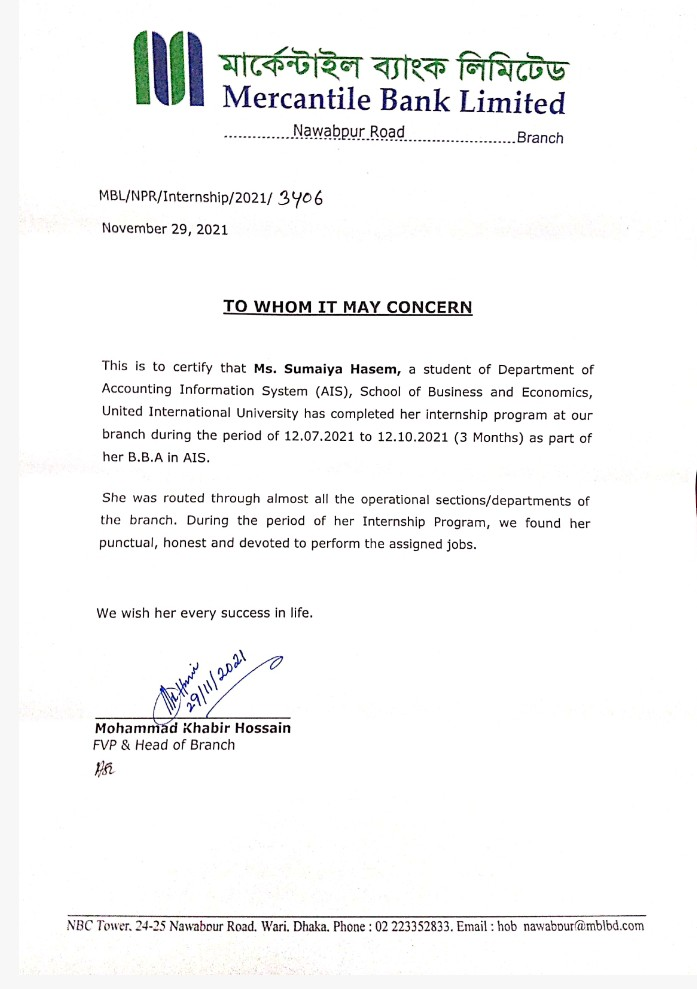 মার্কেন্টাইল ব্যাংক লিমিটেড
Mercantile Bank Limited
Nawabpur Road Branch
MBL/NPR/Internship/2021/ 3406
November 29, 2021
TO WHOM IT MAY CONCERN
This is to certify that Ms. Sumaiya Hasem, a student of Department of
Accounting Information System (AIS), School of Business and Economics,
United International University has completed her internship program at our
branch during the period of 12.07.2021 to 12.10.2021 (3 Months) as part of
her B.B.A in AIS.
She was routed through almost all the operational sections/departments of
the branch. During the period of her Internship Program, we found her
punctual, honest and devoted to perform the assigned jobs.
We wish her every success in life.
29/11/2021
Mohammad Khabir Hossain
FVP & Head of Branch
NBC Tower, 24-25 Nawabpur Road, Wari, Dhaka. Phone : 02 223352833. Email : hob_nawabpur@mblbd.com